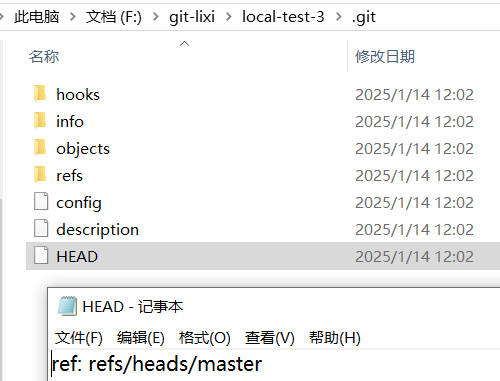 此电脑 > 文档 (F:) > git-lixi > local-test-3 > .git
名称 修改日期
hooks 2025/1/14 12:02
info 2025/1/14 12:02
objects 2025/1/14 12:02
refs 2025/1/14 12:02
config 2025/1/14 12:02
description 2025/1/14 12:02
HEAD 2025/1/14 12:02
HEAD - 记事本
文件(F) 编辑(E) 格式(O) 查看(V) 帮助(H)
ref: refs/heads/master